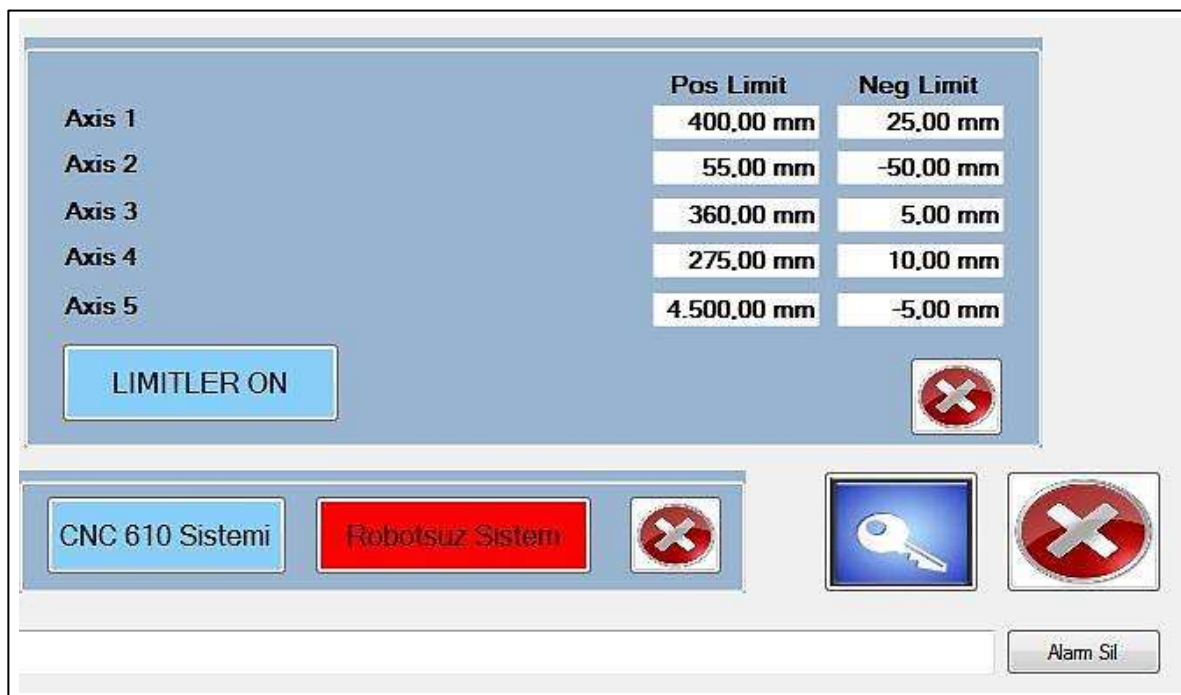 Pos Limit Neg Limit
Axis 1 400,00 mm 25,00 mm
Axis 2 55,00 mm -50,00 mm
Axis 3 360,00 mm 5,00 mm
Axis 4 275,00 mm 10,00 mm
Axis 5 4.500,00 mm -5,00 mm
LIMITLER ON
CNC 610 Sistemi Robotsuz Sistem
Alarm Sil